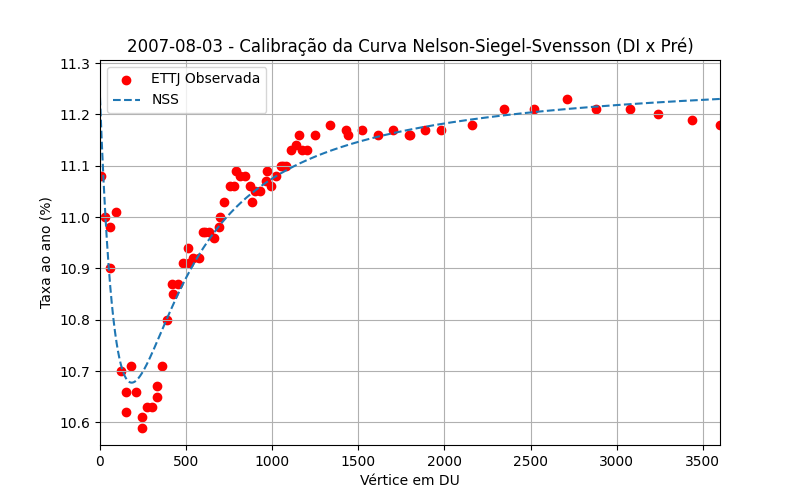 2007-08-03 - Calibração da Curva Nelson-Siegel-Svensson (DI x Pré)
ETTJ Observada
NSS
Taxa ao ano (%)
11.3
11.2
11.1
11.0
10.9
10.8
10.7
10.6
0 500 1000 1500 2000 2500 3000 3500
Vértice em DU